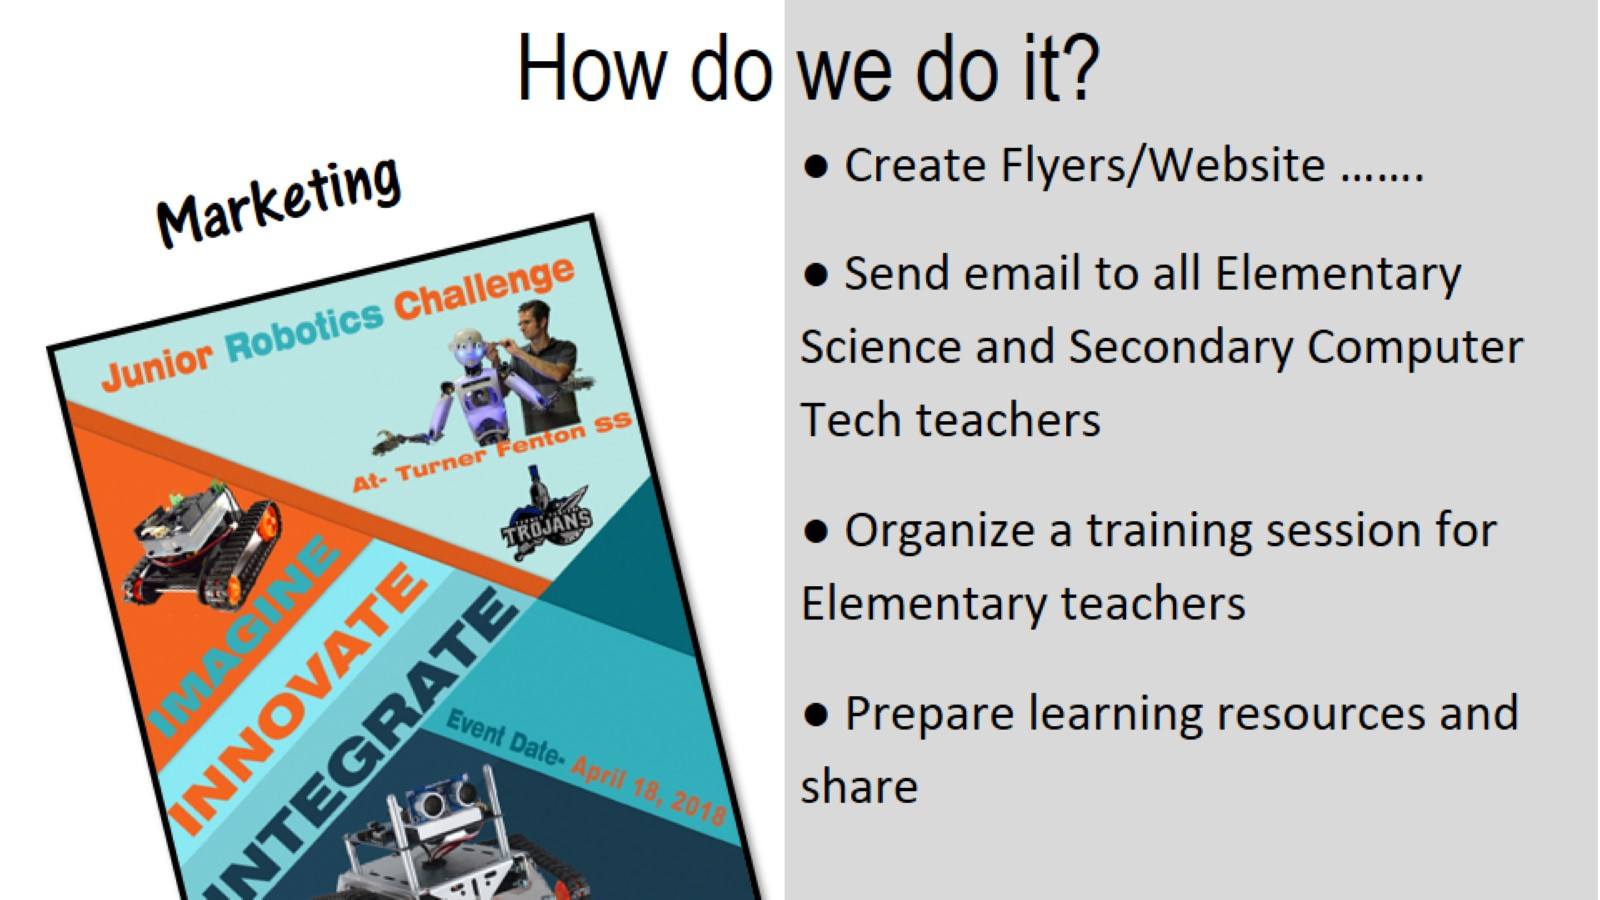 How do we do it?
Marketing
Junior Robotics Challenge
At- Turner Fenton SS
TROJANS
IMAGINE
INNOVATE
INTEGRATE
Event Date- April 18, 2018
● Create Flyers/Website …….
● Send email to all Elementary
Science and Secondary Computer
Tech teachers
● Organize a training session for
Elementary teachers
● Prepare learning resources and
share